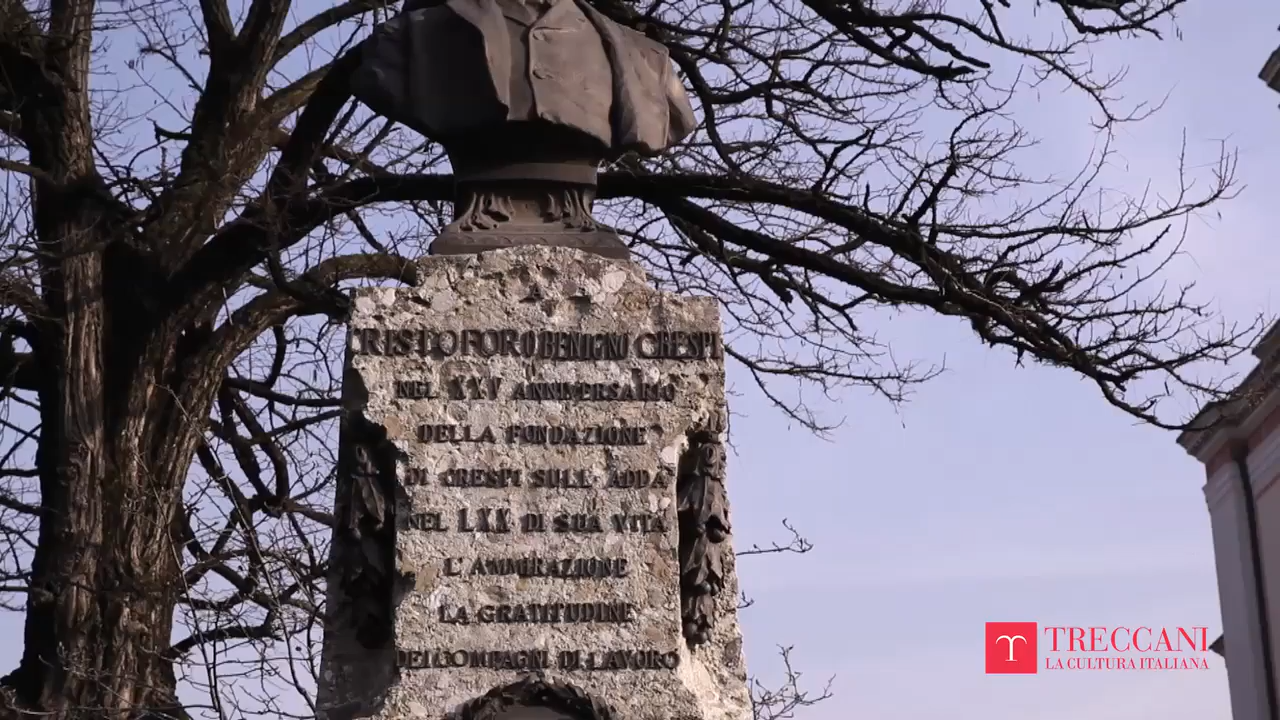 CRISTOFORO BENIGNO CRESPI
NEL XXV ANNIVERSARIO
DELLA FONDAZIONE
DI CRESPI SULL'ADDA
NEL LXX DI SUA VITA
L'AMMIRAZIONE
LA GRATITUDINE
DEI COMPAGNI DI LAVORO
TRECCANI
LA CULTURA ITALIANA